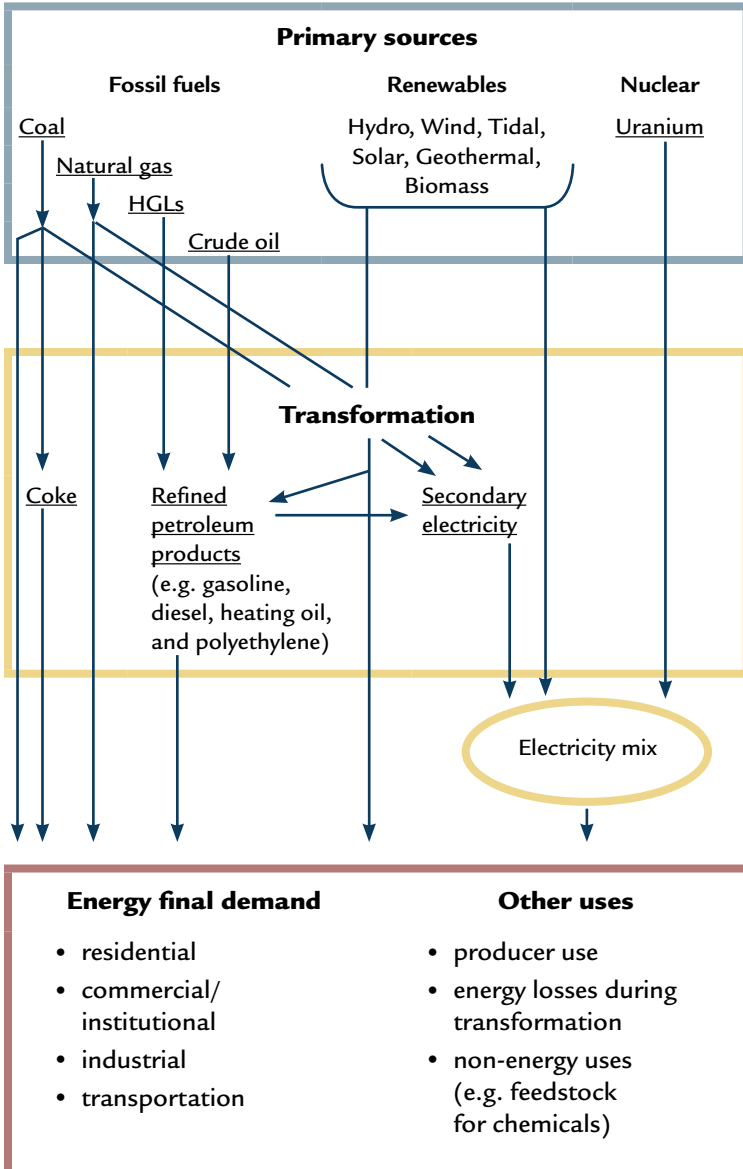 Primary sources
Fossil fuels
Renewables
Nuclear
Coal
Natural gas
HGLs
Crude oil
Hydro, Wind, Tidal,
Solar, Geothermal,
Biomass
Uranium
Transformation
Coke
Refined
petroleum
products
(e.g. gasoline,
diesel, heating oil,
and polyethylene)
Secondary
electricity
Electricity mix
Energy final demand
• residential
• commercial/
institutional
• industrial
• transportation
Other uses
• producer use
• energy losses during
transformation
• non-energy uses
(e.g. feedstock
for chemicals)